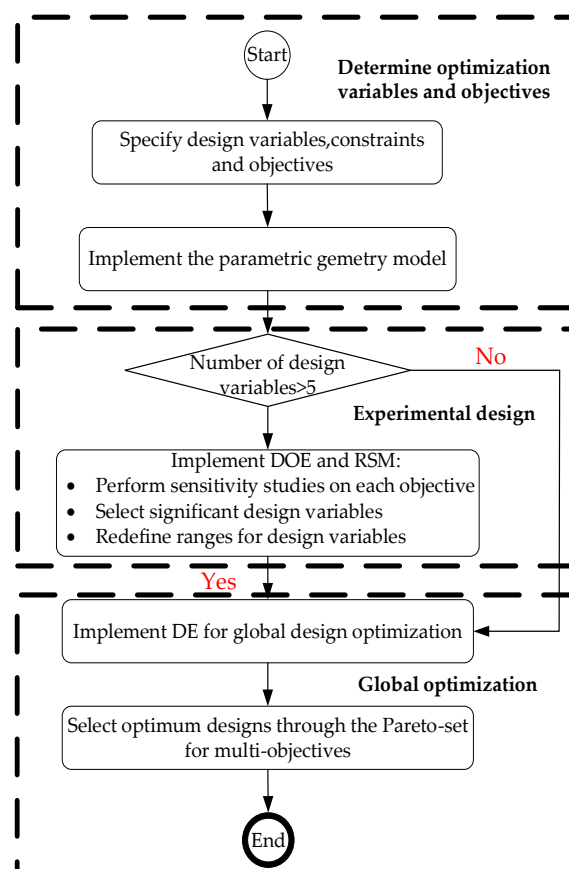 Start
Determine optimization
variables and objectives
Specify design variables,constraints
and objectives
Implement the parametric gemetry model
Number of design
variables>5
No
Experimental design
Implement DOE and RSM:
• Perform sensitivity studies on each objective
• Select significant design variables
• Redefine ranges for design variables
Yes
Implement DE for global design optimization
Global optimization
Select optimum designs through the Pareto-set
for multi-objectives
End